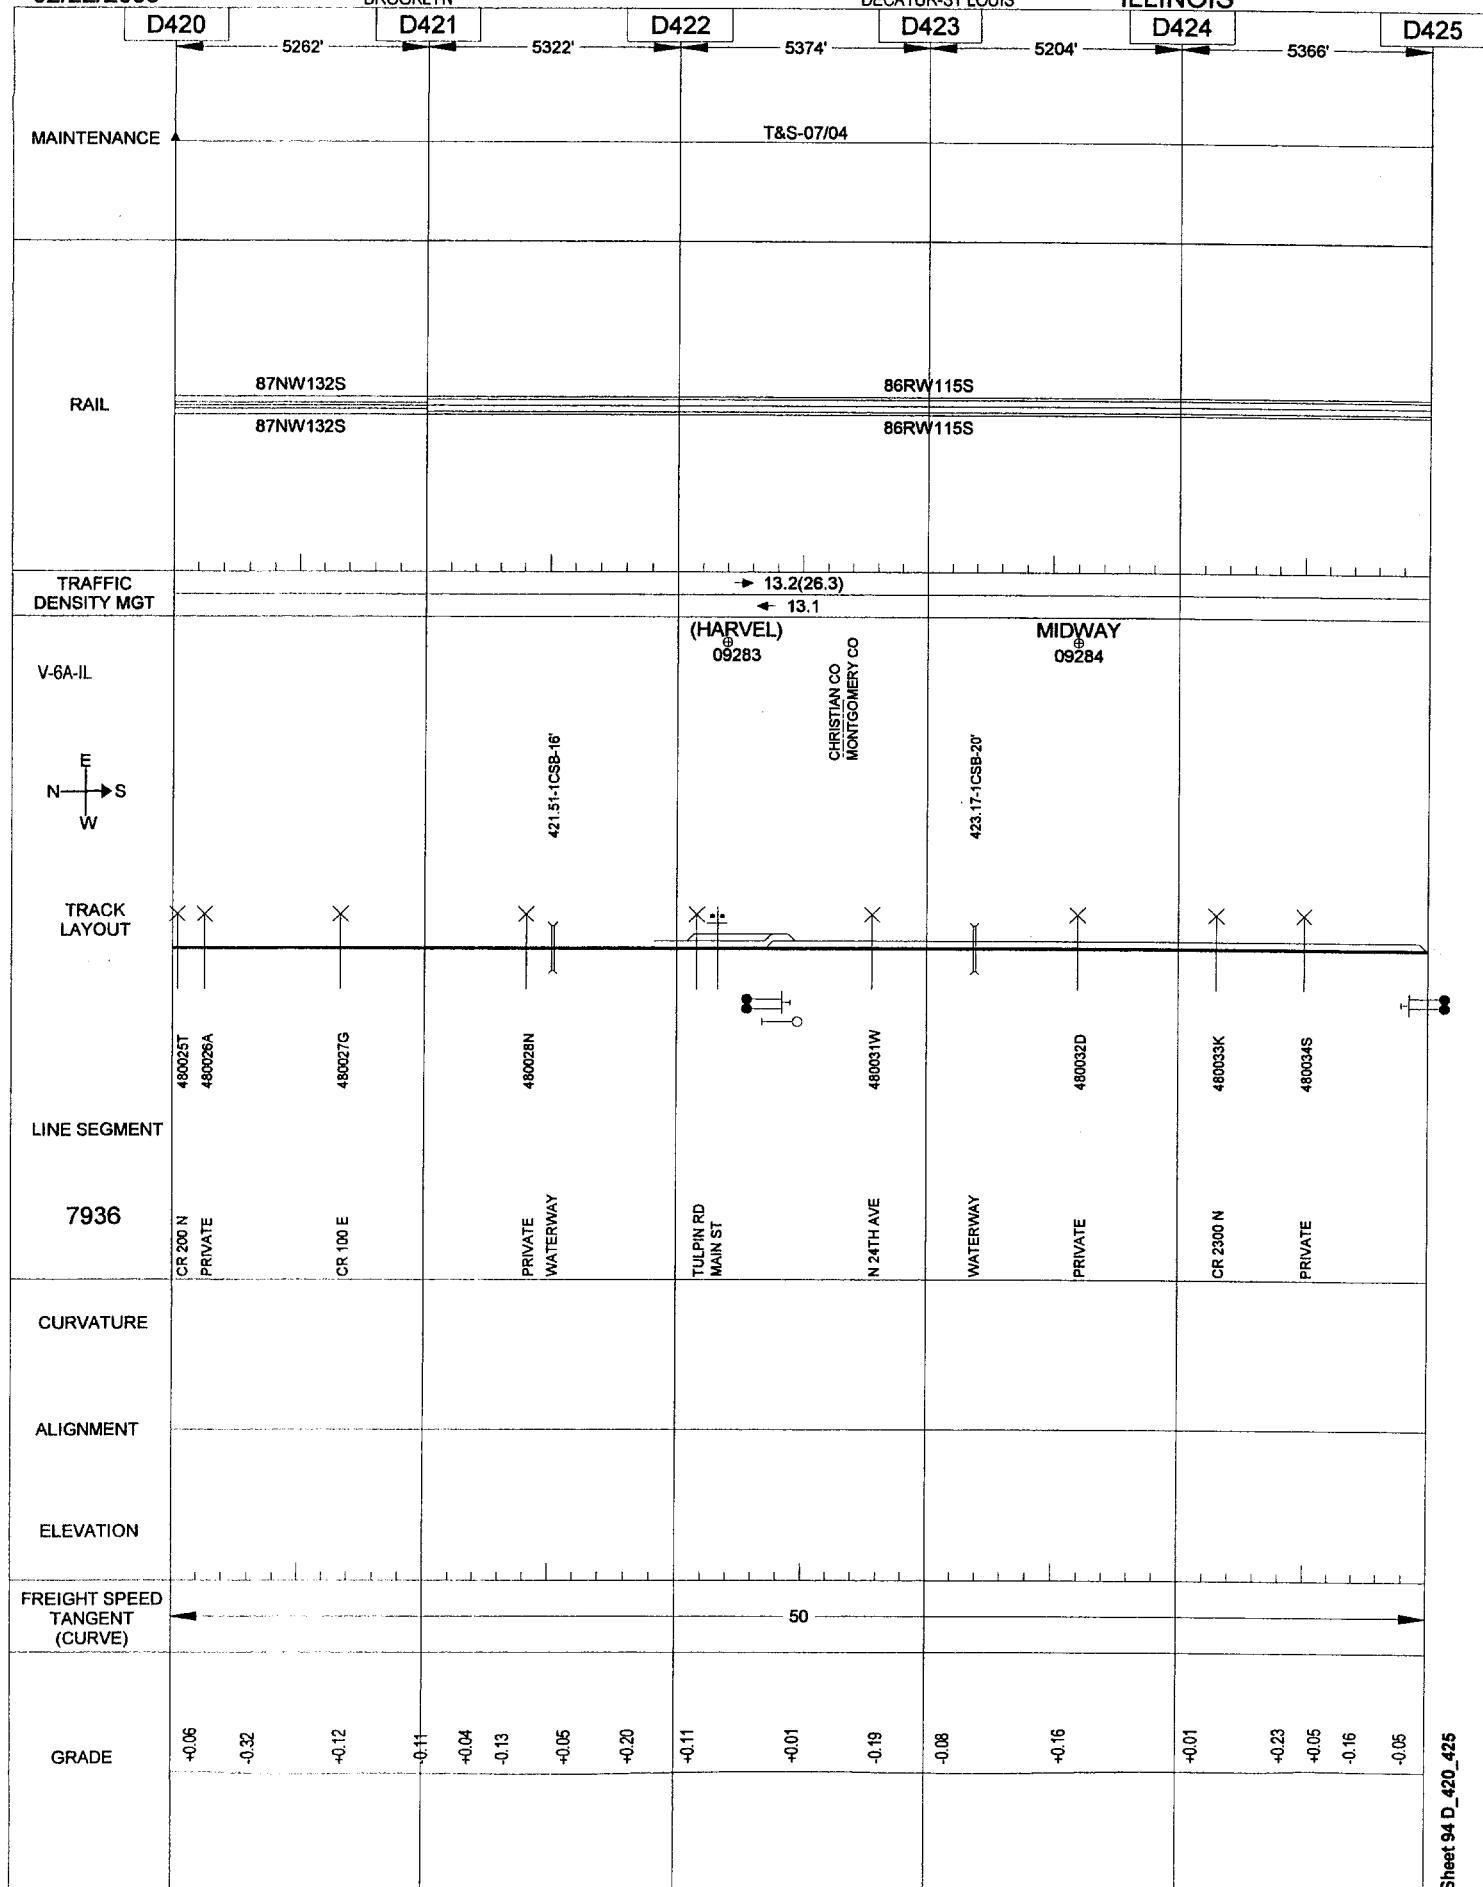 BROOKLYN
DECATUR-ST LOUIS
ILLINOIS
D420
D421
D422
D423
D424
D425
5262'
5322'
5374'
5204'
5366'
MAINTENANCE
T&S-07/04
RAIL
87NW132S
86RW115S
87NW132S
86RW115S
TRAFFIC
DENSITY MGT
13.2(26.3)
13.1
(HARVEL)
09283
MIDWAY
09284
V-6A-IL
CHRISTIAN CO
MONTGOMERY CO
E
N
S
W
421.51-1CSB-16'
423.17-1CSB-20'
TRACK
LAYOUT
480025T
480026A
480027G
480028N
480031W
480032D
480033K
480034S
LINE SEGMENT
7936
CR 200 N
PRIVATE
CR 100 E
PRIVATE
WATERWAY
TULPIN RD
MAIN ST
N 24TH AVE
WATERWAY
PRIVATE
CR 2300 N
PRIVATE
CURVATURE
ALIGNMENT
ELEVATION
FREIGHT SPEED
TANGENT
(CURVE)
50
GRADE
+0.06
-0.32
+0.12
-0.11
+0.04
-0.13
+0.05
+0.20
+0.11
+0.01
-0.19
-0.08
+0.16
+0.01
+0.23
+0.05
-0.16
-0.05
Sheet 94 D_420_425